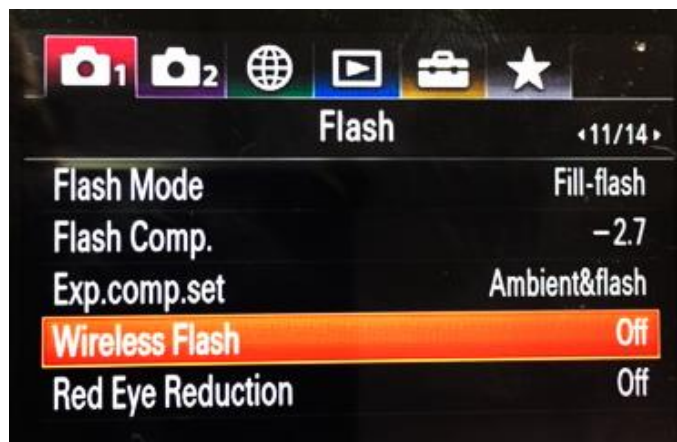 1 2
Flash 11/14
Flash Mode Fill-flash
Flash Comp. −2.7
Exp.comp.set Ambient&flash
Wireless Flash Off
Red Eye Reduction Off